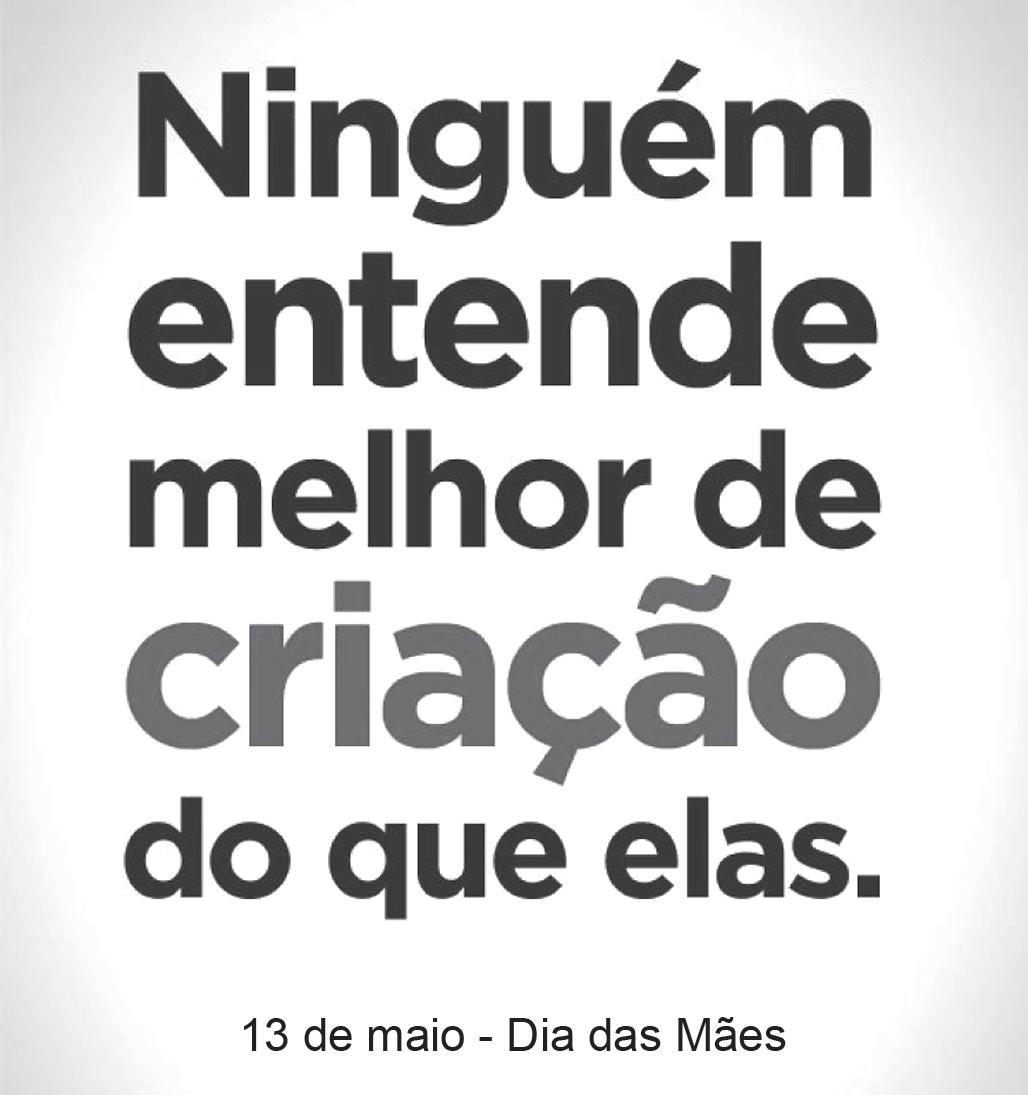 Ninguém
entende
melhor de
criação
do que elas.
13 de maio - Dia das Mães